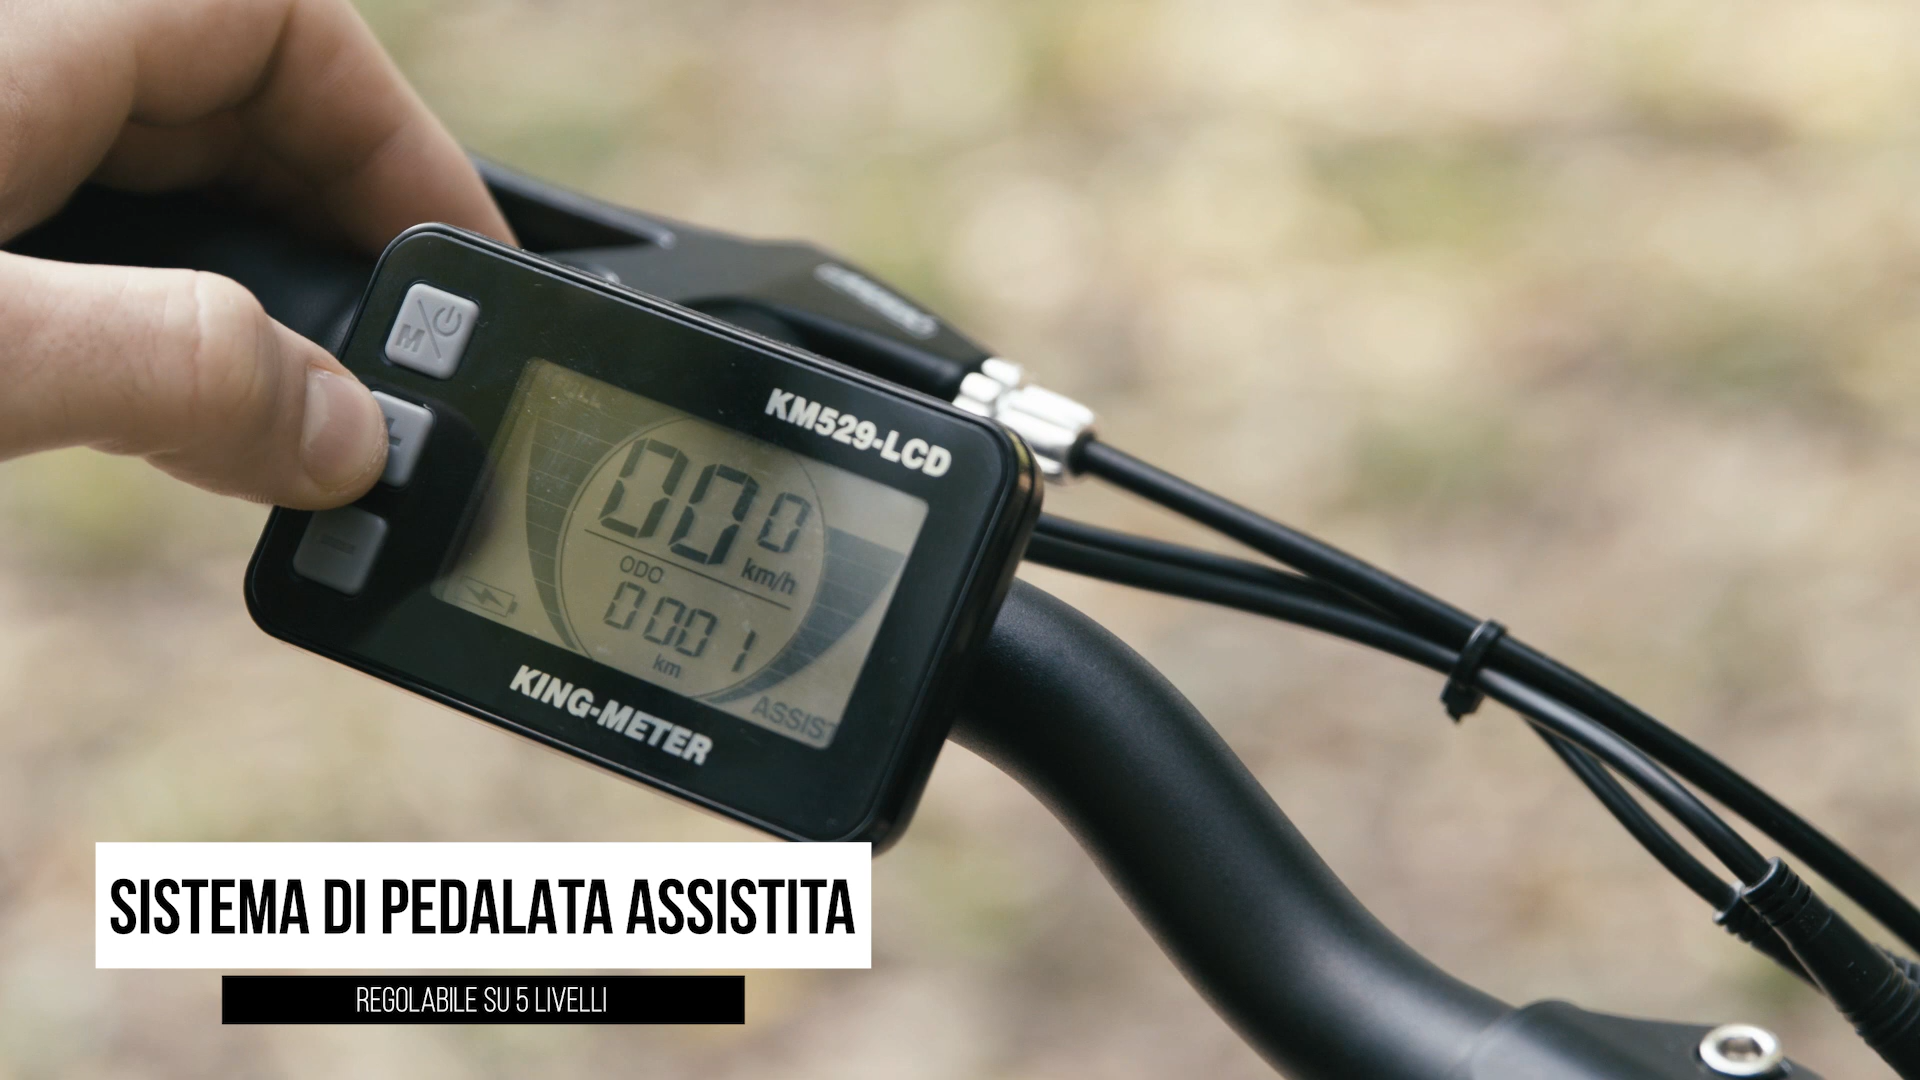 M
+
KM529-LCD
000
km/h
ODO
0001
km
ASSIST
KING-METER
SISTEMA DI PEDALATA ASSISTITA
REGOLABILE SU 5 LIVELLI